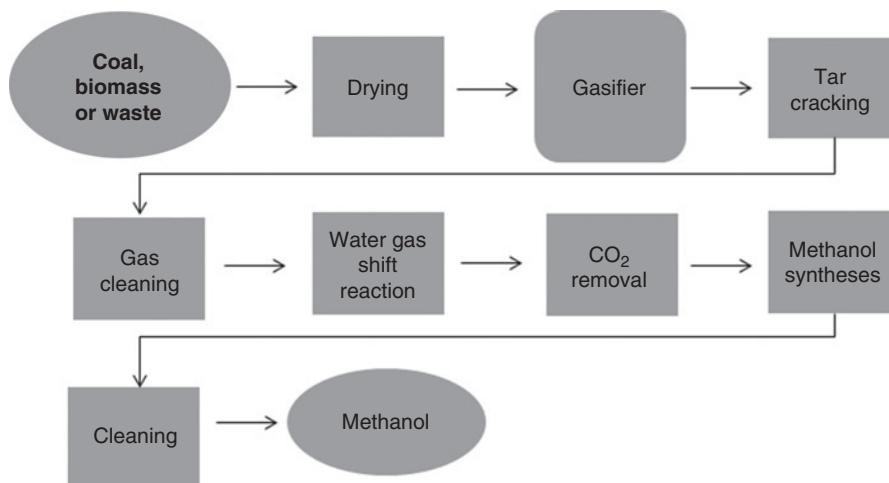 Coal,
biomass
or waste
Drying
Gasifier
Tar
cracking
Gas
cleaning
Water gas
shift
reaction
CO₂
removal
Methanol
syntheses
Cleaning
Methanol